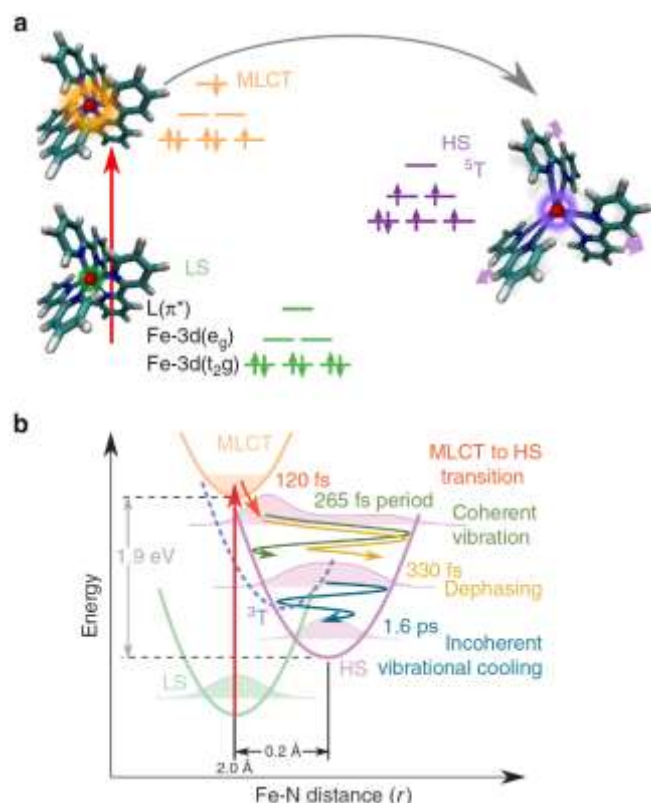 a
MLCT
HS
⁵T
LS
L(π*)
Fe-3d(e_g)
Fe-3d(t₂g)
b
MLCT
MLCT to HS
transition
120 fs
265 fs period
Coherent
vibration
1.9 eV
330 fs
Dephasing
³T
1.6 ps
Incoherent
vibrational cooling
HS
LS
0.2 Å
2.0 Å
Energy
Fe-N distance (r)